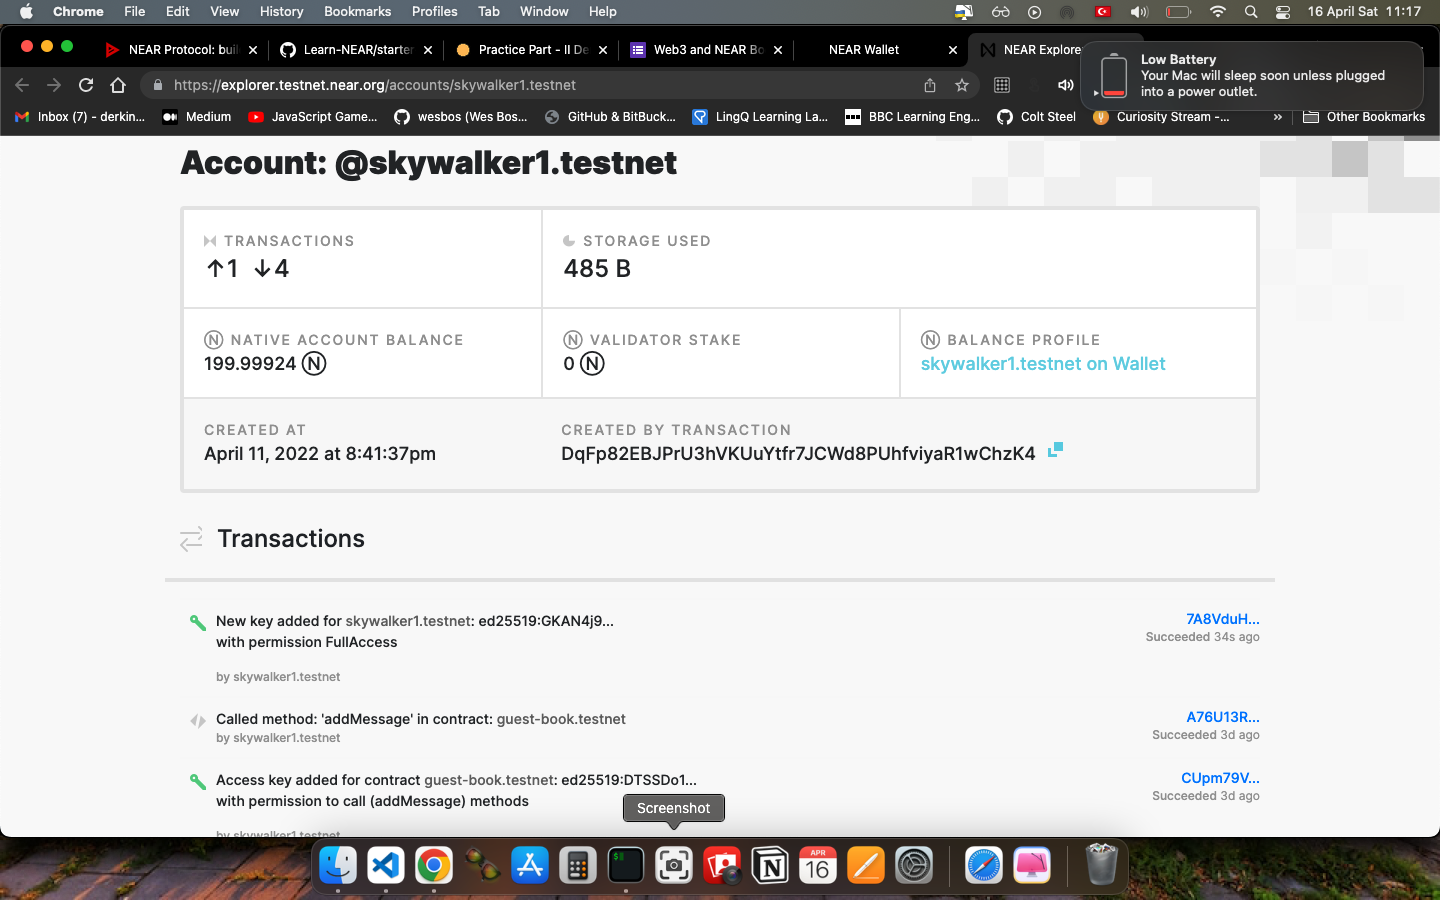 Chrome File Edit View History Bookmarks Profiles Tab Window Help 16 April Sat 11:17
NEAR Protocol: bui Learn-NEAR/starter Practice Part - II De Web3 and NEAR Bo NEAR Wallet NEAR Explore
Low Battery
Your Mac will sleep soon unless plugged
into a power outlet.
https://explorer.testnet.near.org/accounts/skywalker1.testnet
Inbox (7) - derkin... Medium JavaScript Game... wesbos (Wes Bos... GitHub & BitBuck... LingQ Learning La... BBC Learning Eng... Colt Steel Curiosity Stream -... » Other Bookmarks
Account: @skywalker1.testnet
TRANSACTIONS
↑1 ↓4
STORAGE USED
485 B
NATIVE ACCOUNT BALANCE
199.99924 N
VALIDATOR STAKE
0 N
BALANCE PROFILE
skywalker1.testnet on Wallet
CREATED AT
April 11, 2022 at 8:41:37pm
CREATED BY TRANSACTION
DqFp82EBJPrU3hVKUuYtfr7JCWd8PUhfviyaR1wChzK4
Transactions
New key added for skywalker1.testnet: ed25519:GKAN4j9...
with permission FullAccess
by skywalker1.testnet
7A8VduH...
Succeeded 34s ago
Called method: 'addMessage' in contract: guest-book.testnet
by skywalker1.testnet
A76U13R...
Succeeded 3d ago
Access key added for contract guest-book.testnet: ed25519:DTSSDo1...
with permission to call (addMessage) methods
by skywalker1.testnet
CUpm79V...
Succeeded 3d ago
Screenshot
APR
16